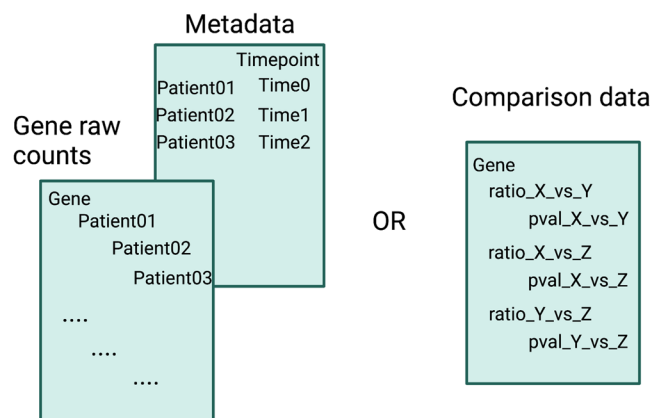 Metadata
Timepoint
Patient01 Time0
Patient02 Time1
Patient03 Time2
Gene raw
counts
Gene
Patient01
Patient02
Patient03
....
....
....
OR
Comparison data
Gene
ratio_X_vs_Y
pval_X_vs_Y
ratio_X_vs_Z
pval_X_vs_Z
ratio_Y_vs_Z
pval_Y_vs_Z